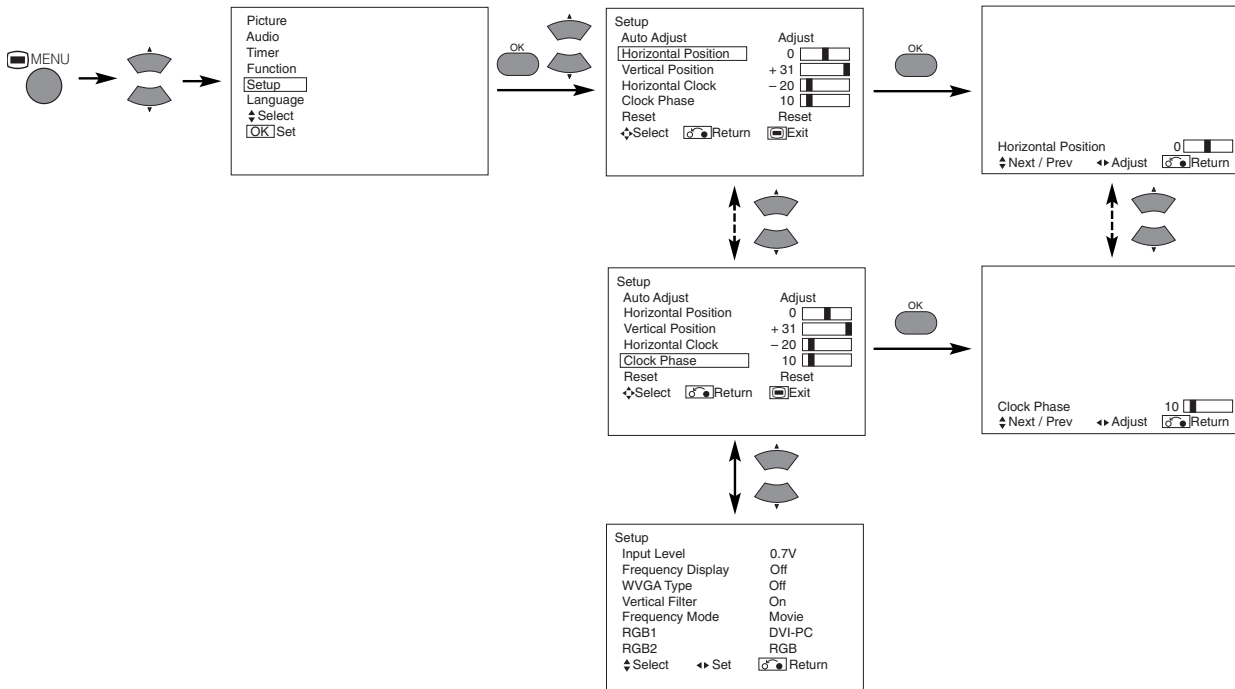 MENU
Picture
Audio
Timer
Function
Setup
Language
Select
OK Set
OK
Setup
Auto Adjust Adjust
Horizontal Position 0
Vertical Position + 31
Horizontal Clock – 20
Clock Phase 10
Reset Reset
Select Return Exit
OK
Horizontal Position 0
Next / Prev Adjust Return
Setup
Auto Adjust Adjust
Horizontal Position 0
Vertical Position + 31
Horizontal Clock – 20
Clock Phase 10
Reset Reset
Select Return Exit
OK
Clock Phase 10
Next / Prev Adjust Return
Setup
Input Level 0.7V
Frequency Display Off
WVGA Type Off
Vertical Filter On
Frequency Mode Movie
RGB1 DVI-PC
RGB2 RGB
Select Set Return